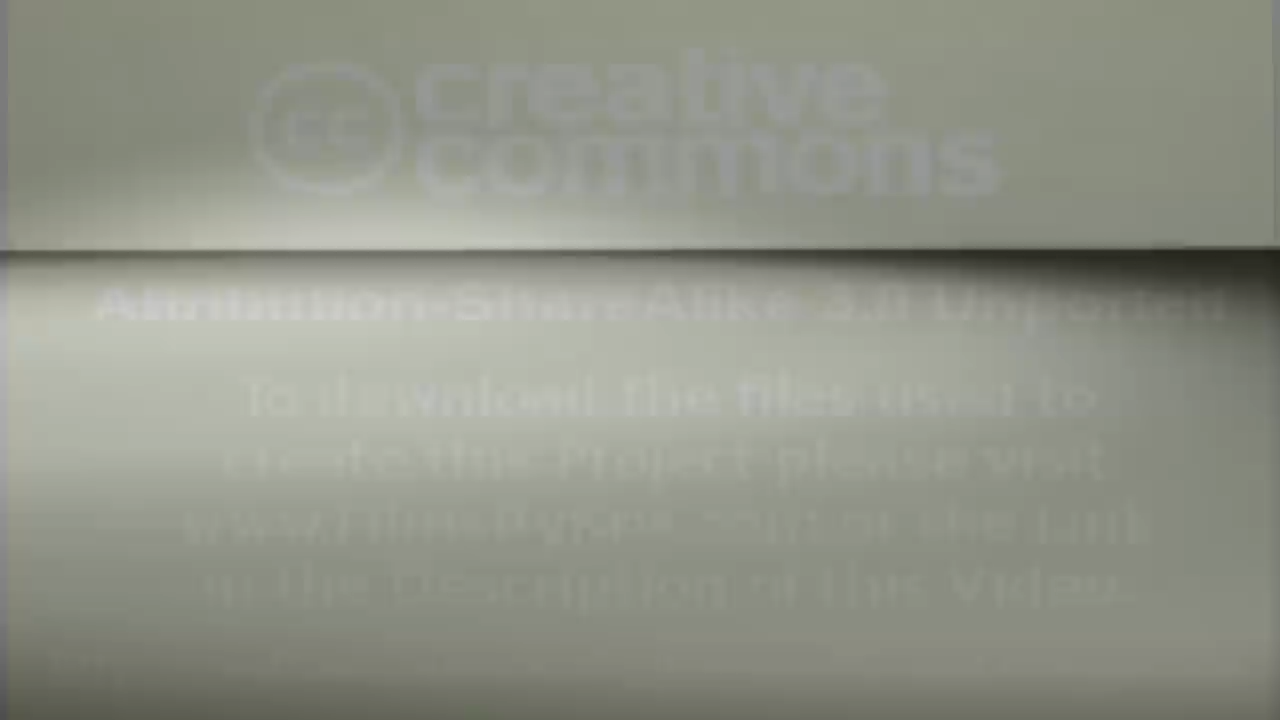 cc creative
commons
Attribution-ShareAlike 3.0 Unported
To download the files used to
create this Project please visit
or the Link
in the Description of this Video.